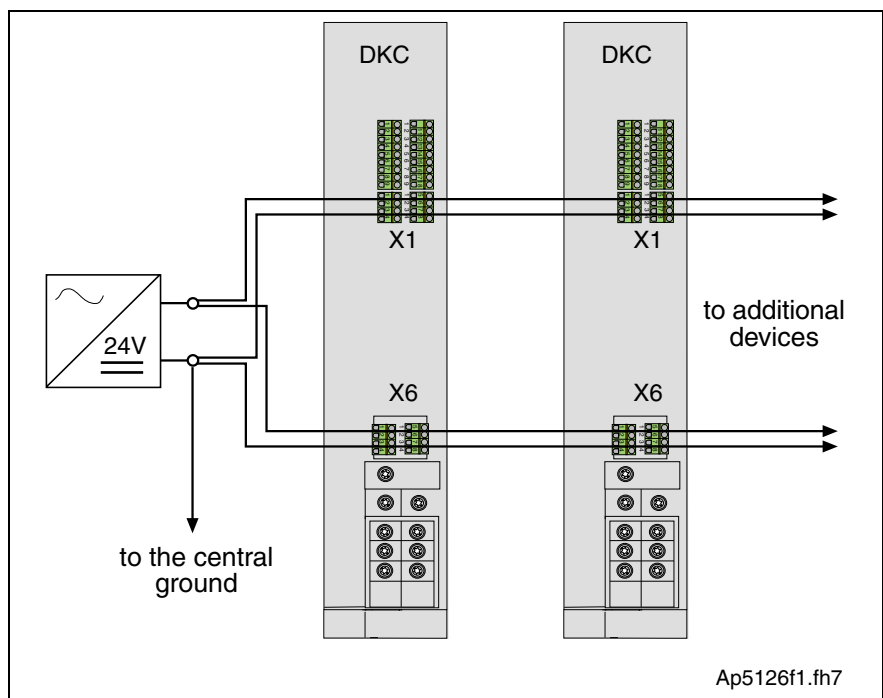 DKC
DKC
X1
X1
24V
to additional
devices
X6
X6
to the central
ground
Ap5126f1.fh7